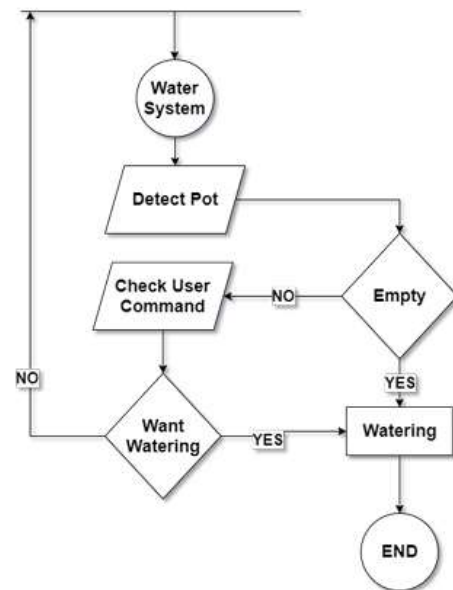 Water
System
Detect Pot
Empty
Check User
Command
NO
YES
NO
Want
Watering
YES
Watering
END